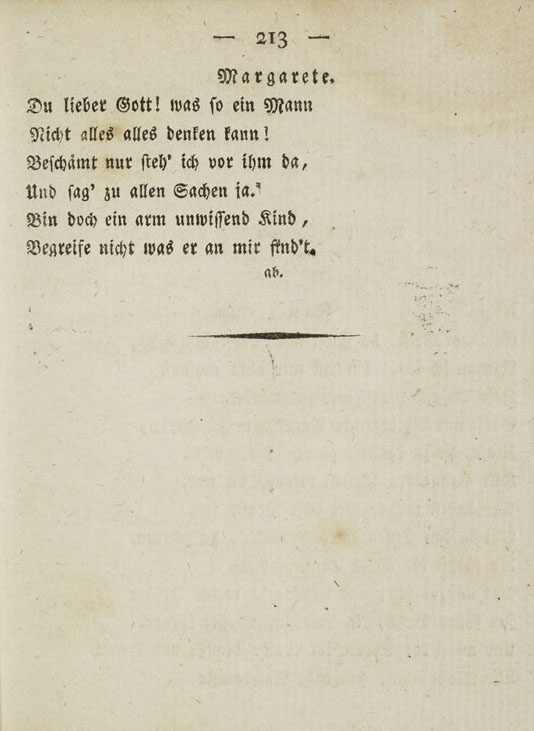 — 213 —
Margarete.
Du lieber Gott! was so ein Mann
Nicht alles alles denken kann!
Beschämt nur steh' ich vor ihm da,
Und sag' zu allen Sachen ja.
Bin doch ein arm unwissend Kind,
Begreife nicht was er an mir find't.
ab.